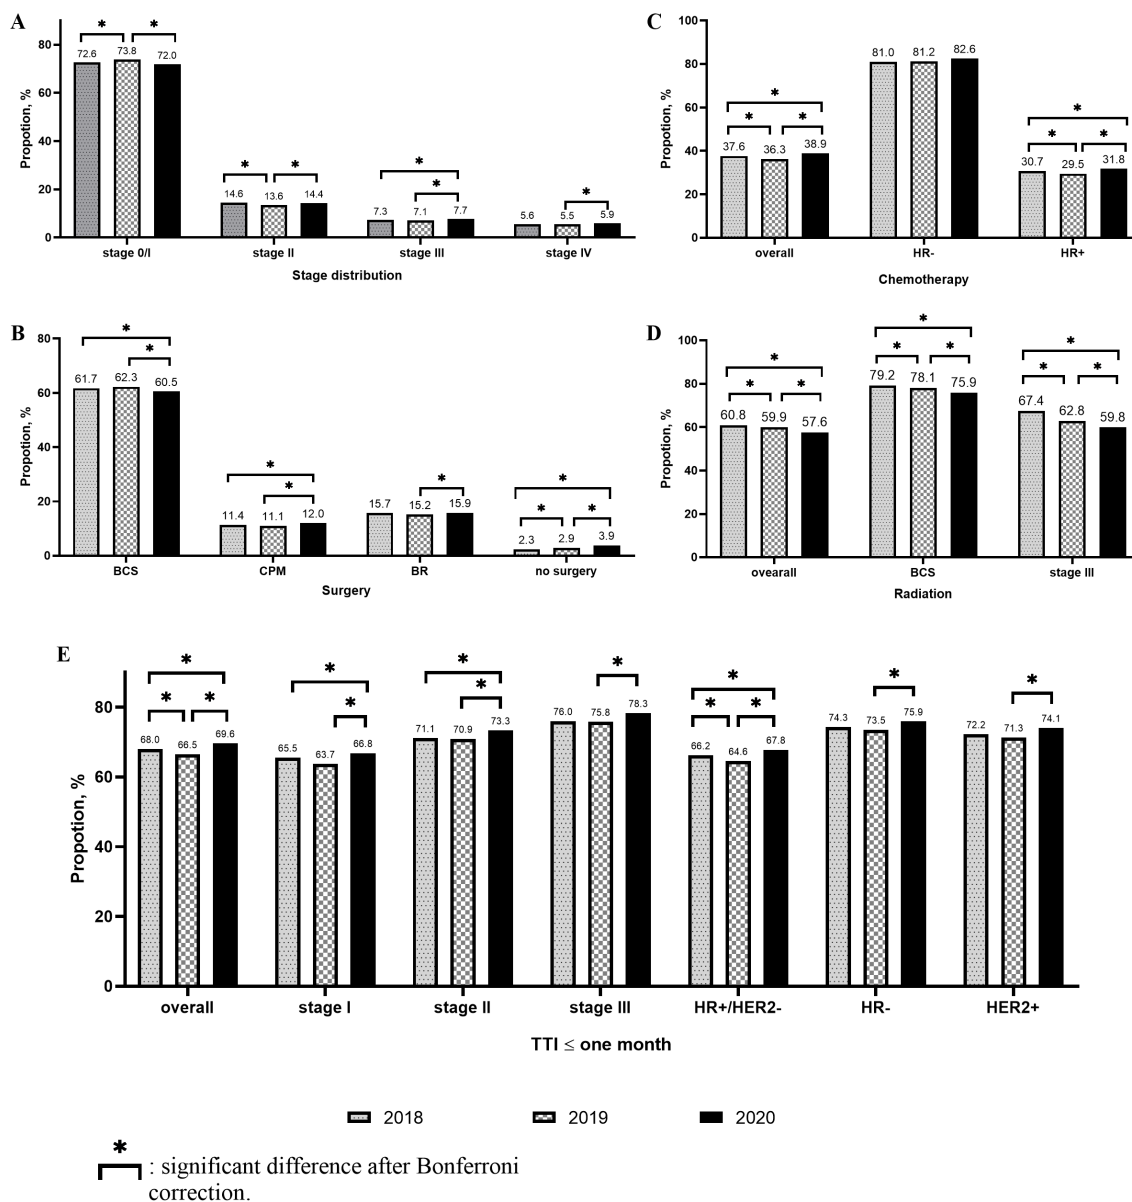 A
Propotion, %
80
60
40
20
0
* *
72.6 73.8 72.0
* *
14.6 13.6 14.4
*
*
7.3 7.1 7.7
*
5.6 5.5 5.9
stage 0/I stage II stage III stage IV
Stage distribution
B
Propotion, %
80
60
40
20
0
*
*
61.7 62.3 60.5
*
*
11.4 11.1 12.0
*
15.7 15.2 15.9
*
* *
2.3 2.9 3.9
BCS CPM BR no surgery
Surgery
C
Propotion, %
100
80
60
40
20
0
*
* *
37.6 36.3 38.9
81.0 81.2 82.6
*
* *
30.7 29.5 31.8
overall HR- HR+
Chemotherapy
D
Propotion, %
100
80
60
40
20
0
*
* *
60.8 59.9 57.6
*
* *
79.2 78.1 75.9
*
* *
67.4 62.8 59.8
ovearall BCS stage III
Radiation
E
Propotion, %
80
60
40
20
0
*
* *
68.0 66.5 69.6
*
*
65.5 63.7 66.8
*
*
71.1 70.9 73.3
*
76.0 75.8 78.3
*
* *
66.2 64.6 67.8
*
74.3 73.5 75.9
*
72.2 71.3 74.1
overall stage I stage II stage III HR+/HER2- HR- HER2+
TTI ≤ one month
2018 2019 2020
*
: significant difference after Bonferroni
correction.